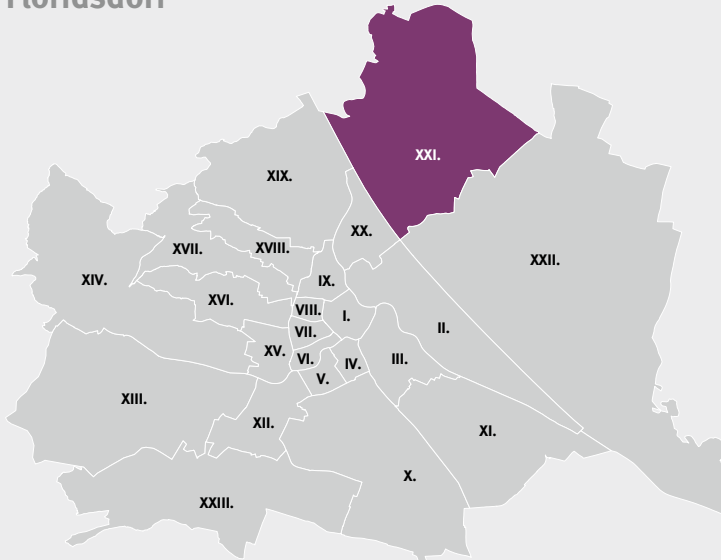 Floridsdorf
XXI.
XIX.
XX.
XVII.
XVIII.
XXII.
XIV.
IX.
XVI.
VIII.
I.
II.
VII.
XV.
VI.
IV.
III.
V.
XIII.
XII.
XI.
X.
XXIII.